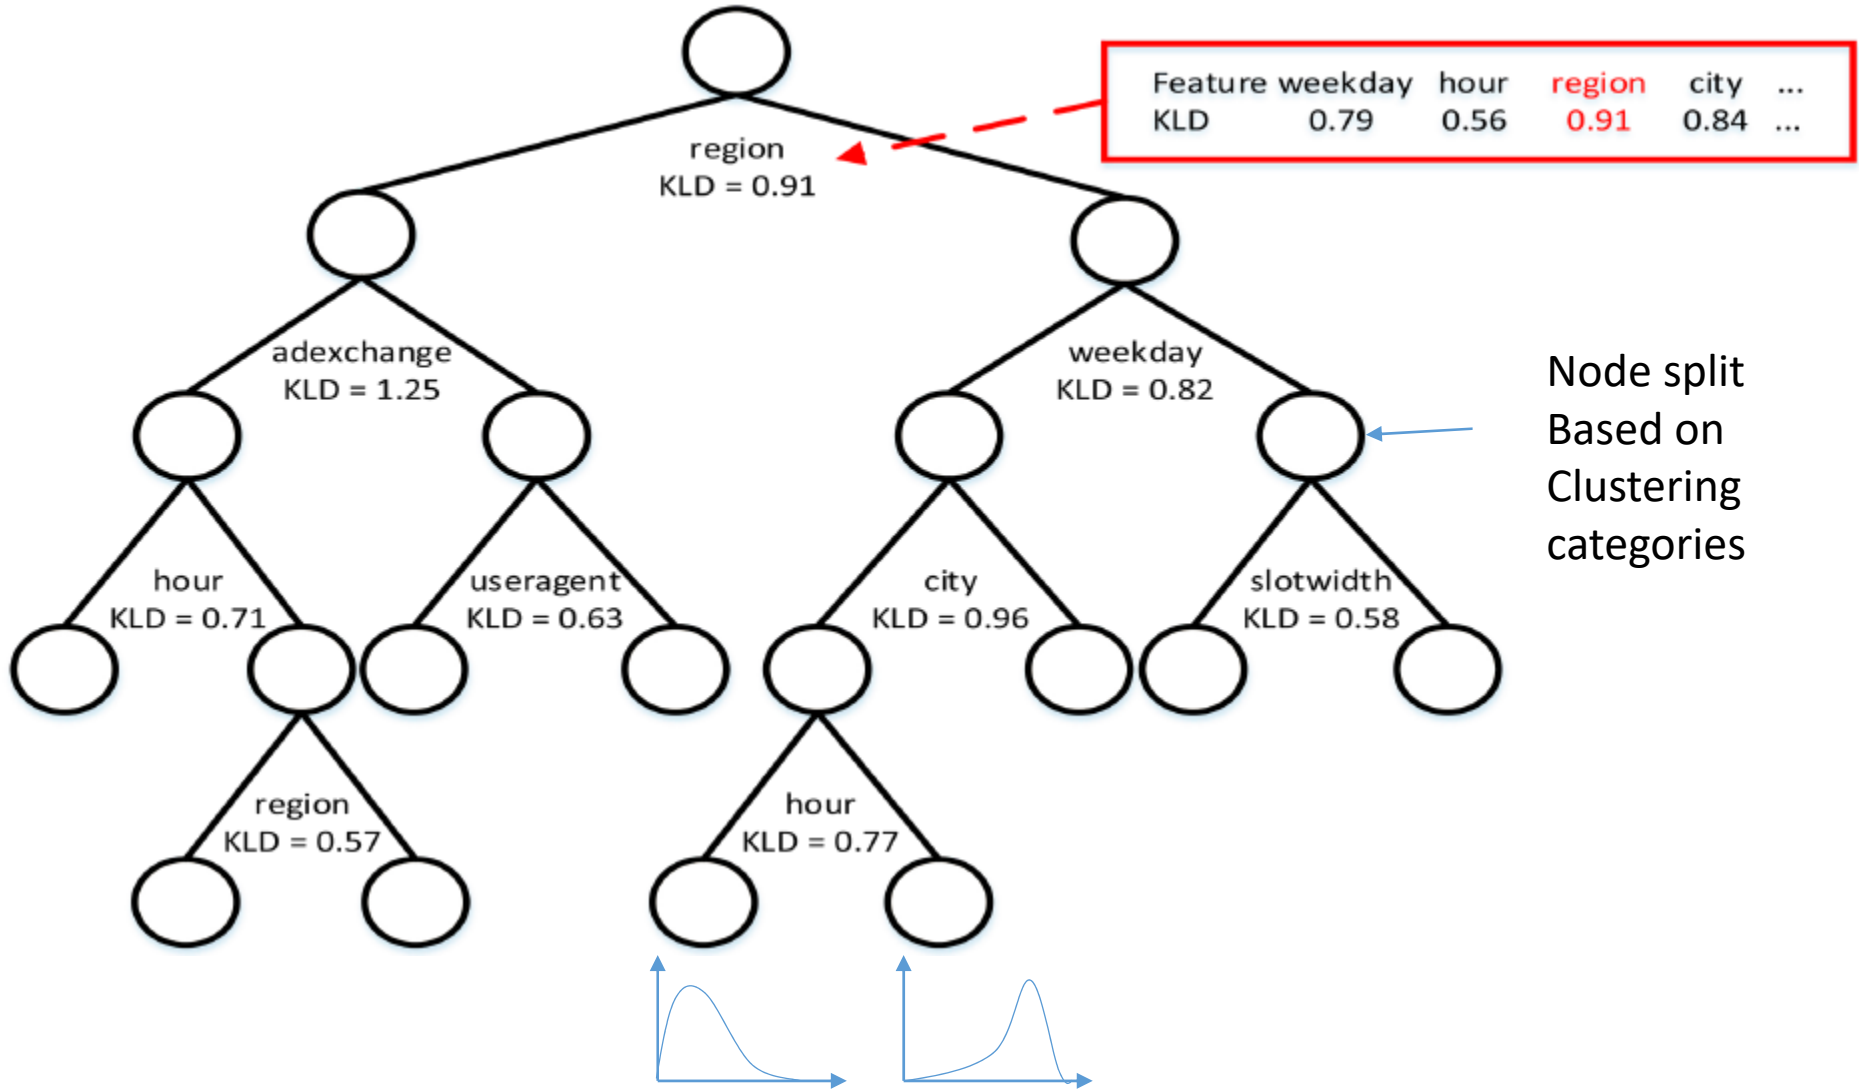 Feature weekday hour region city ...
KLD 0.79 0.56 0.91 0.84 ...
region
KLD = 0.91
adexchange
KLD = 1.25
weekday
KLD = 0.82
Node split
Based on
Clustering
categories
hour
KLD = 0.71
useragent
KLD = 0.63
city
KLD = 0.96
slotwidth
KLD = 0.58
region
KLD = 0.57
hour
KLD = 0.77